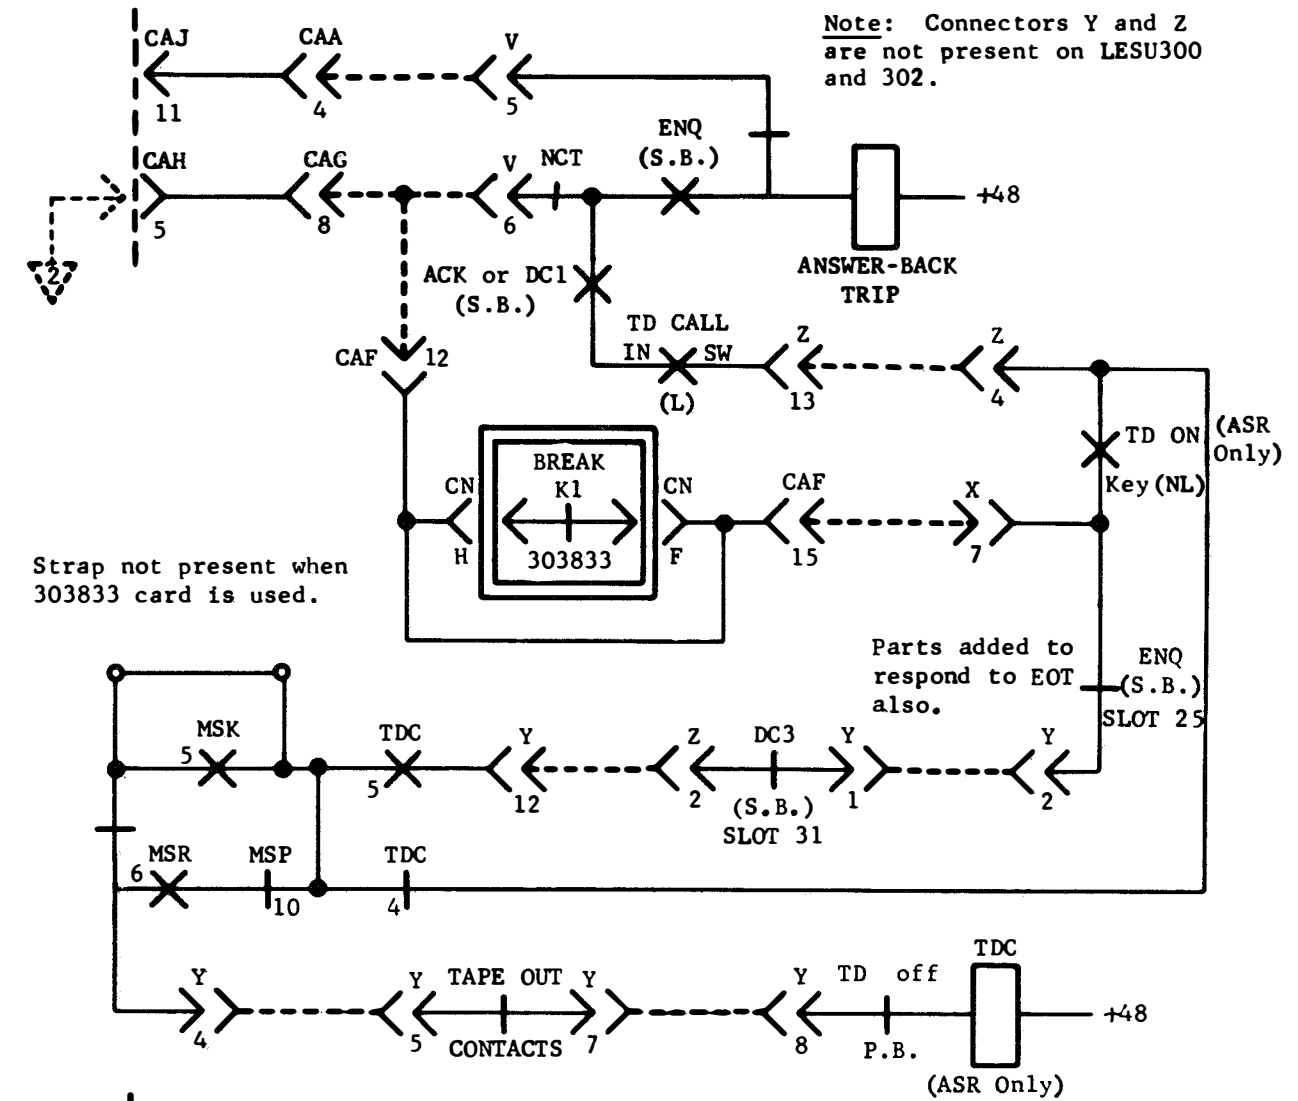 Note: Connectors Y and Z
are not present on LESU300
and 302.
CAJ
CAA
V
11
4
5
ENQ
(S.B.)
CAH
CAG
V
NCT
5
8
6
+48
2
ANSWER-BACK
TRIP
ACK or DC1
(S.B.)
TD CALL
IN
SW
Z
Z
(L)
13
4
CAF
12
TD ON
(ASR
Only)
Key(NL)
BREAK
K1
303833
CN
H
CN
F
CAF
15
X
7
Strap not present when
303833 card is used.
Parts added to
respond to EOT
also.
ENQ
(S.B.)
SLOT 25
MSK
5
TDC
5
Y
12
Z
2
DC3
(S.B.)
SLOT 31
Y
1
Y
2
MSR
6
MSP
10
TDC
4
Y
4
Y
5
TAPE OUT
CONTACTS
Y
7
Y
8
TD off
P.B.
TDC
+48
(ASR Only)